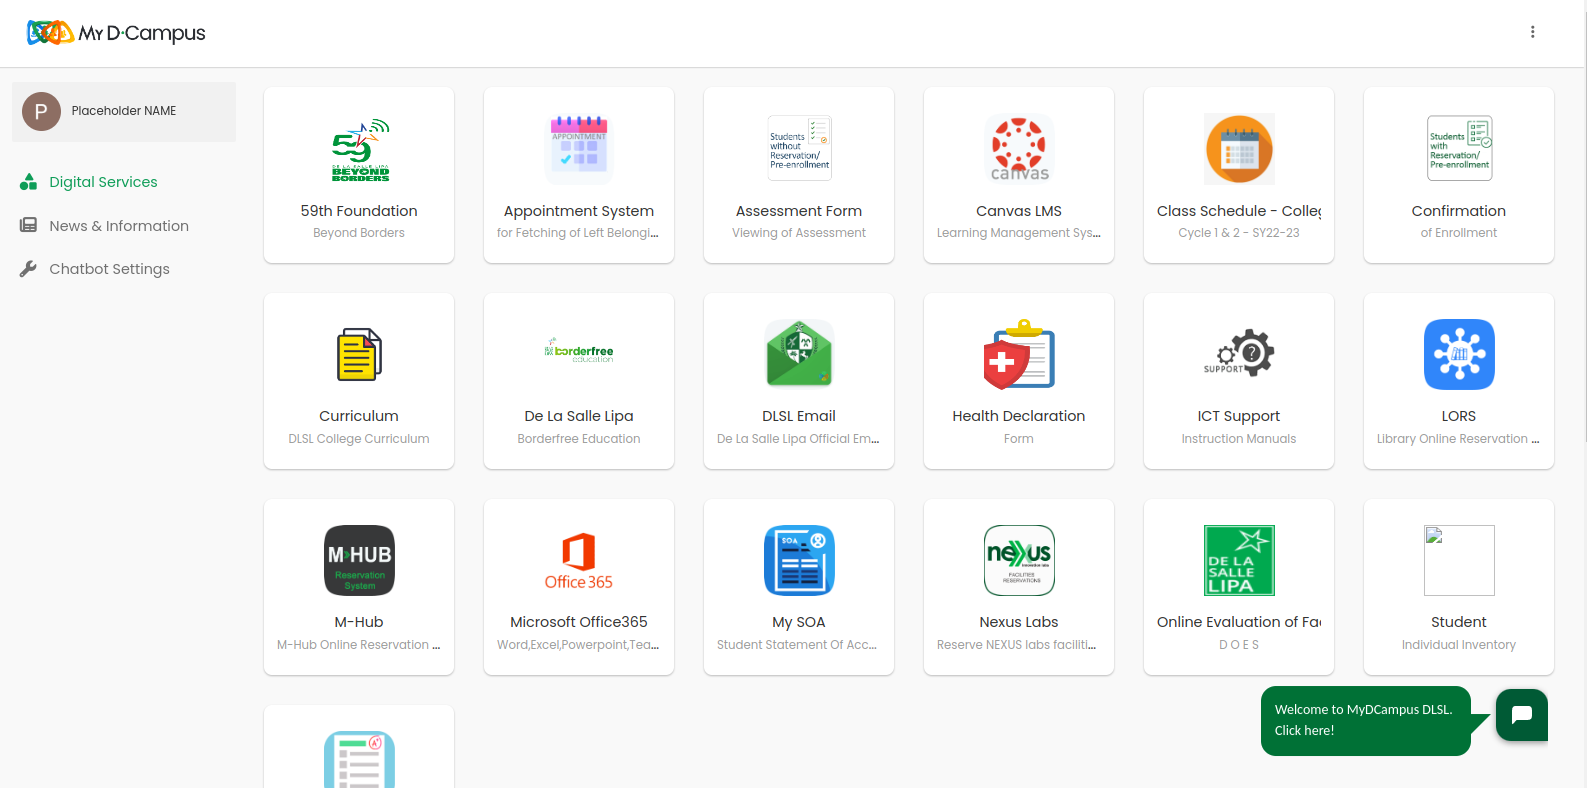 My D·Campus
P
Placeholder NAME
Digital Services
News & Information
Chatbot Settings
59
DE LA SALLE LIPA
BEYOND
BORDERS
59th Foundation
Beyond Borders
APPOINTMENT
Appointment System
for Fetching of Left Belongi...
Students
without
Reservation/
Pre-enrollment
Assessment Form
Viewing of Assessment
canvas
Canvas LMS
Learning Management Sys...
Class Schedule - Colleg
Cycle 1 & 2 - SY22-23
Students
with
Reservation/
Pre-enrollment
Confirmation
of Enrollment
Curriculum
DLSL College Curriculum
borderfree
education
De La Salle Lipa
Borderfree Education
DLSL Email
De La Salle Lipa Official Em...
Health Declaration
Form
?
SUPPORT
ICT Support
Instruction Manuals
LORS
Library Online Reservation ...
M-HUB
Reservation
System
M-Hub
M-Hub Online Reservation ...
Office 365
Microsoft Office365
Word,Excel,Powerpoint,Tea...
SOA
My SOA
Student Statement Of Acc...
nexus
FACILITIES
RESERVATIONS
Nexus Labs
Reserve NEXUS labs faciliti...
DE LA
SALLE
LIPA
Online Evaluation of Fac
D O E S
Student
Individual Inventory
A+
Welcome to MyDCampus DLSL.
Click here!